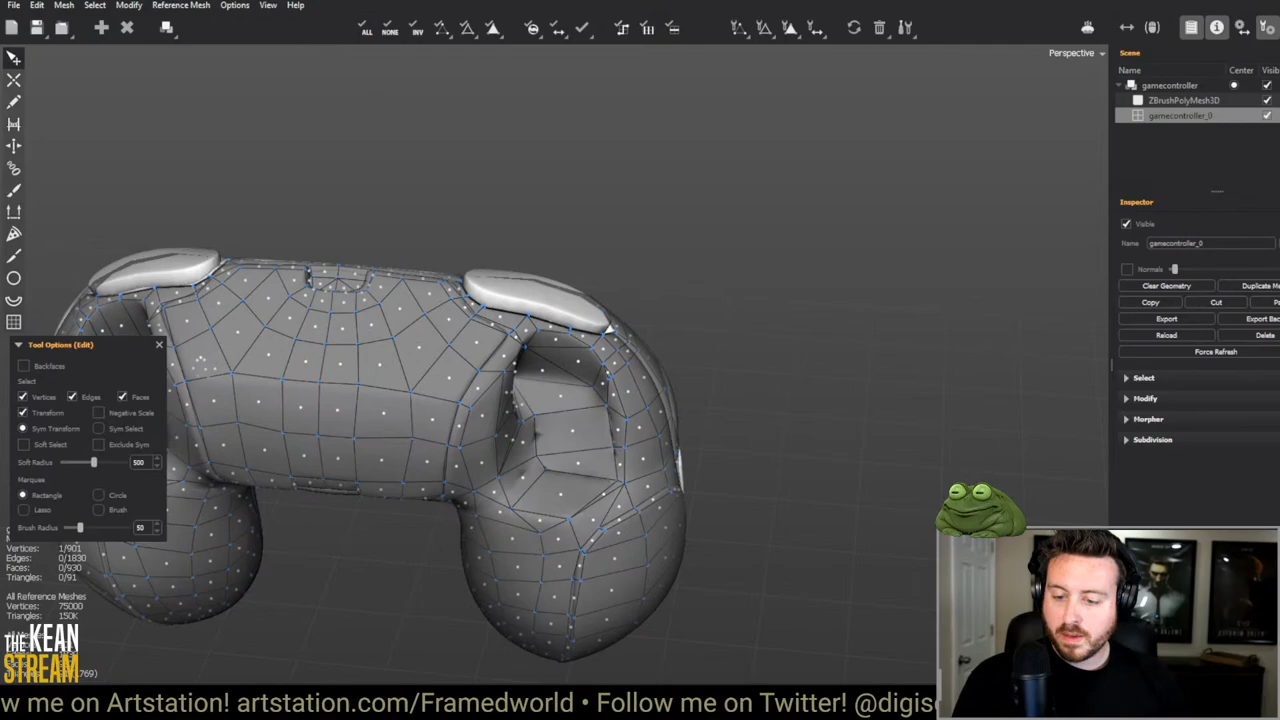 File Edit Mesh Select Modify Reference Mesh Options View Help
ALL NONE INV
Perspective
Scene
Name Center Visib
gamecontroller
ZBrushPolyMesh3D
gamecontroller_0
Inspector
Visible
Name gamecontroller_0
Normals
Clear Geometry Duplicate Me
Copy Cut Pa
Export Export Bac
Reload Delete
Force Refresh
Select
Modify
Morpher
Subdivision
Tool Options (Edit)
Backfaces
Select
Vertices Edges Faces
Transform Negative Scale
Sym Transform Sym Select
Soft Select Exclude Sym
Soft Radius 500
Marquee
Rectangle Circle
Lasso Brush
Brush Radius 50
Vertices: 1/901
Edges: 0/1830
Faces: 0/930
Triangles: 0/91
All Reference Meshes
Vertices: 75000
Triangles: 150K
THE KEAN
STREAM
w me on Artstation! artstation.com/Framedworld • Follow me on Twitter! @digis